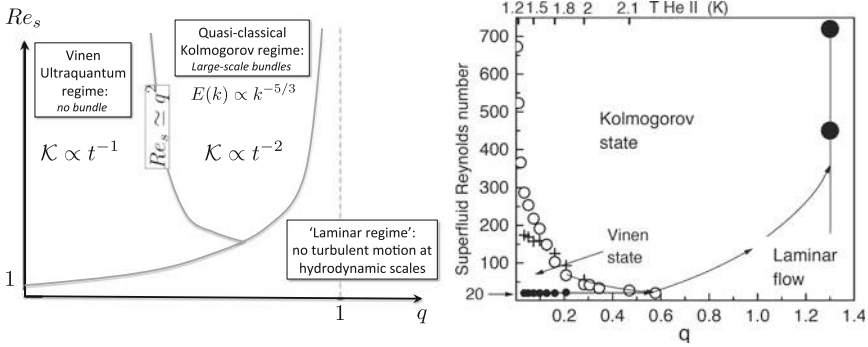 Re_s
Vinen
Ultraquantum
regime:
no bundle
Quasi-classical
Kolmogorov regime:
Large-scale bundles
E(k) ∝ k^{-5/3}
Re_s ≃ q^2
K ∝ t^{-1}
K ∝ t^{-2}
'Laminar regime':
no turbulent motion at
hydrodynamic scales
1
1
q
1.2 1.5 1.8 2 2.1 T He II (K)
Superfluid Reynolds number
700
600
500
400
300
200
100
20
Kolmogorov
state
Vinen
state
Laminar
flow
0.2 0.4 0.6 0.8 1.0 1.2 1.4
q